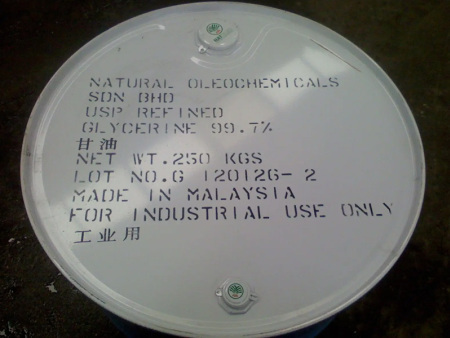 NATURAL OLEOCHEMICALS
SDN BHD
USP REFINED
GLYCERINE 99.7%
甘油
NET WT.250 KGS
LOT NO.G 120126- 2
MADE IN MALAYSIA
FOR INDUSTRIAL USE ONLY
工业用